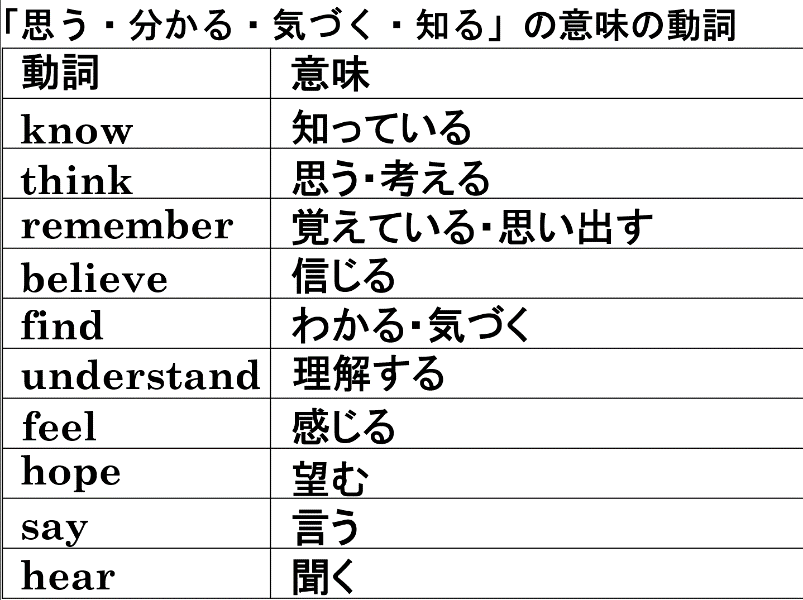 「思う・分かる・気づく・知る」の意味の動詞
動詞 意味
know 知っている
think 思う・考える
remember 覚えている・思い出す
believe 信じる
find わかる・気づく
understand 理解する
feel 感じる
hope 望む
say 言う
hear 聞く